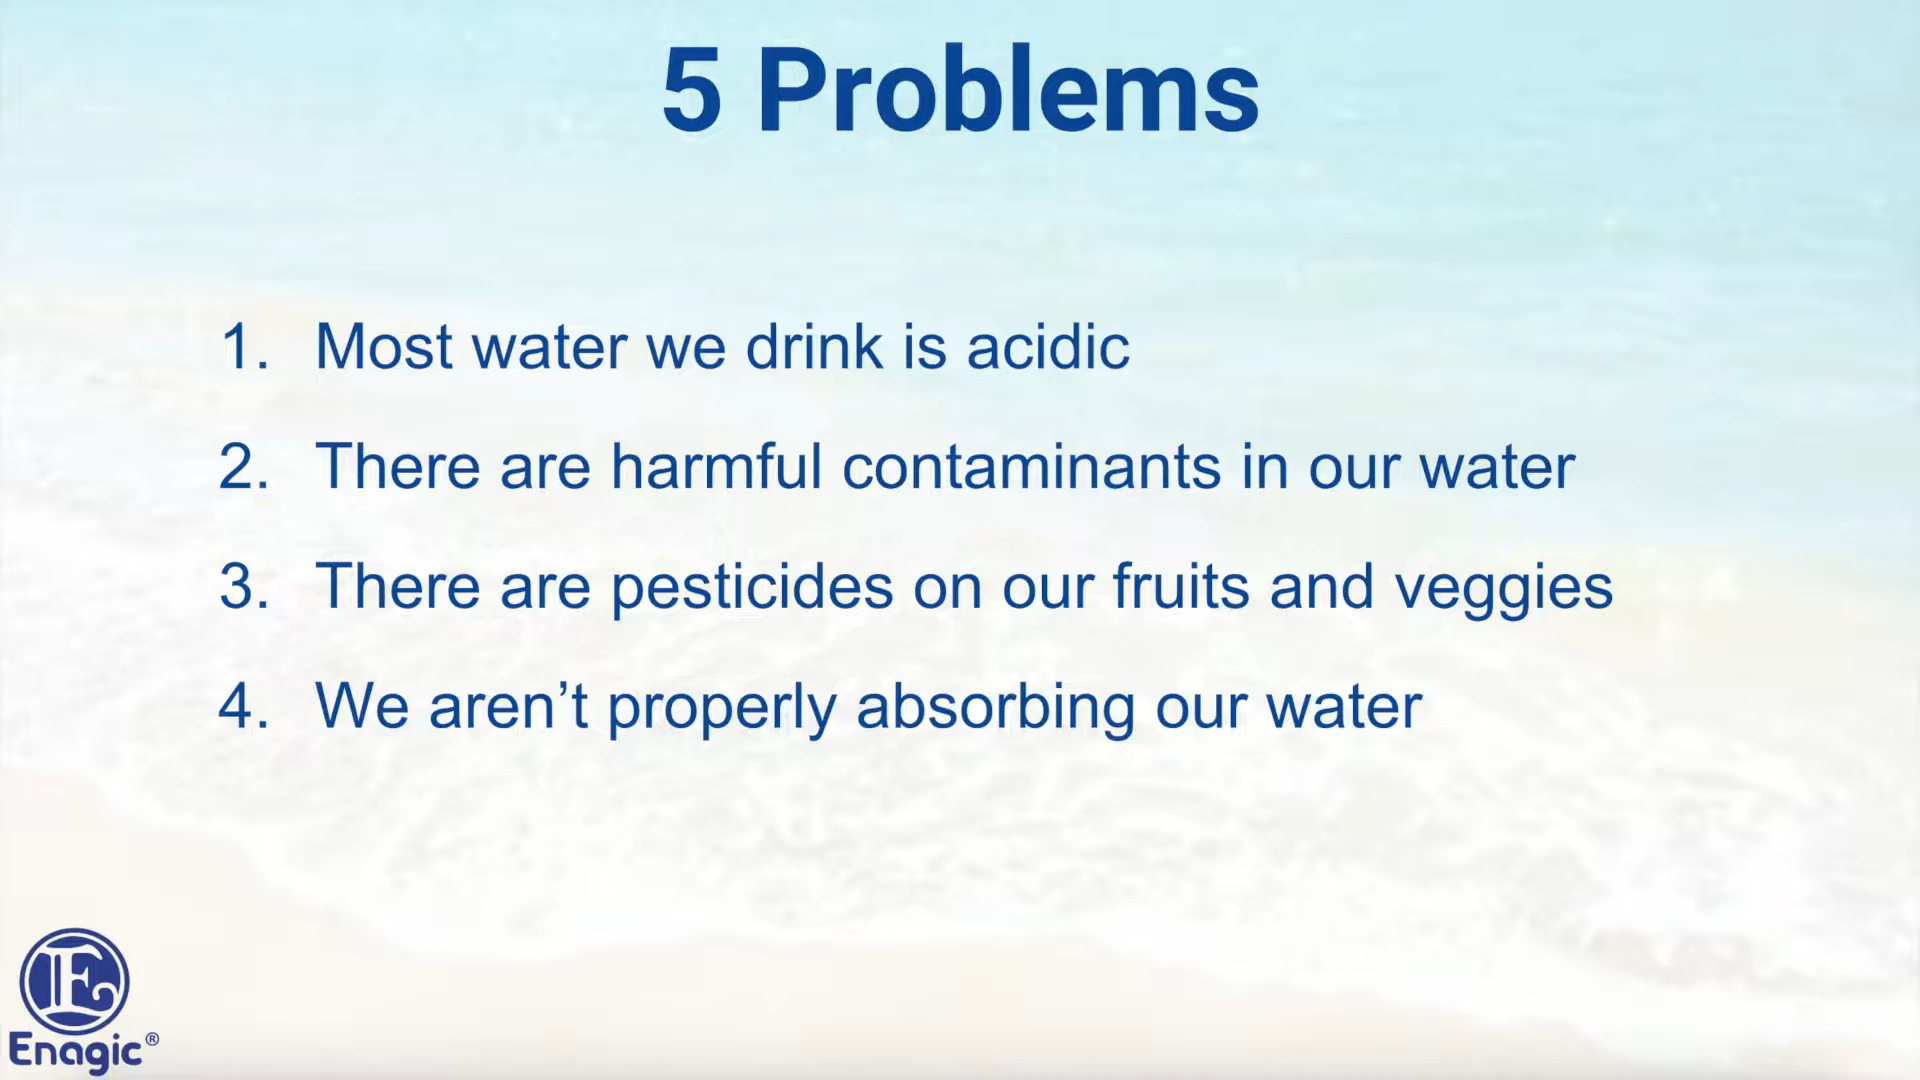 5 Problems
1. Most water we drink is acidic
2. There are harmful contaminants in our water
3. There are pesticides on our fruits and veggies
4. We aren’t properly absorbing our water
E
Enagic®